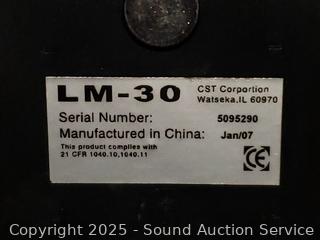 LM-30 CST Corportion
Watseka,IL 60970
Serial Number: 5095290
Manufactured in China: Jan/07
This product complies with
21 CFR 1040.10,1040.11
CE
Copyright 2025 - Sound Auction Service